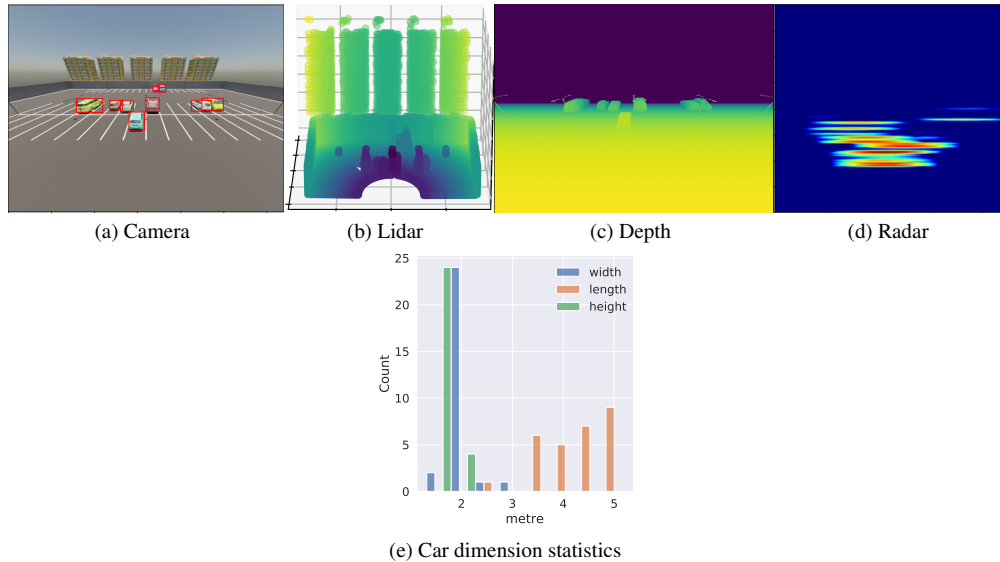 (a) Camera
(b) Lidar
(c) Depth
(d) Radar
25
20
15
10
5
0
Count
width
length
height
2
3
4
5
metre
(e) Car dimension statistics